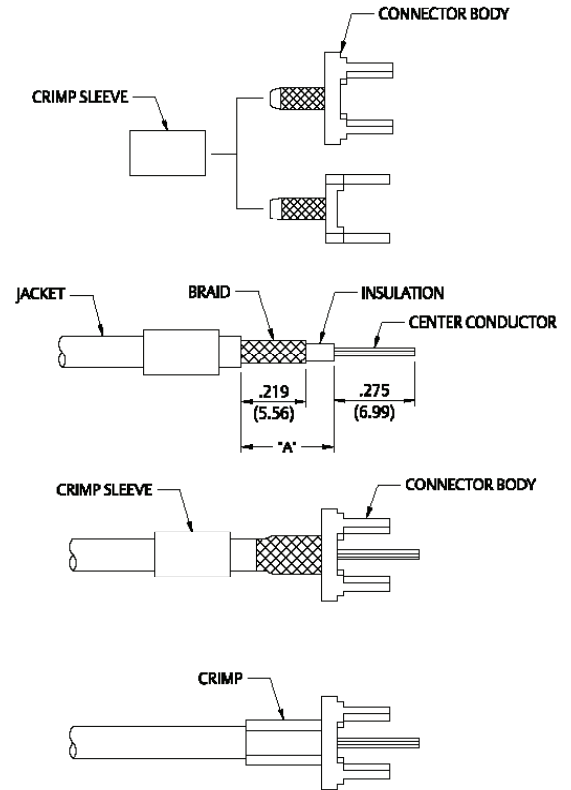 CONNECTOR BODY
CRIMP SLEEVE
JACKET
BRAID
INSULATION
CENTER CONDUCTOR
.219
(5.56)
.275
(6.99)
"A"
CRIMP SLEEVE
CONNECTOR BODY
CRIMP